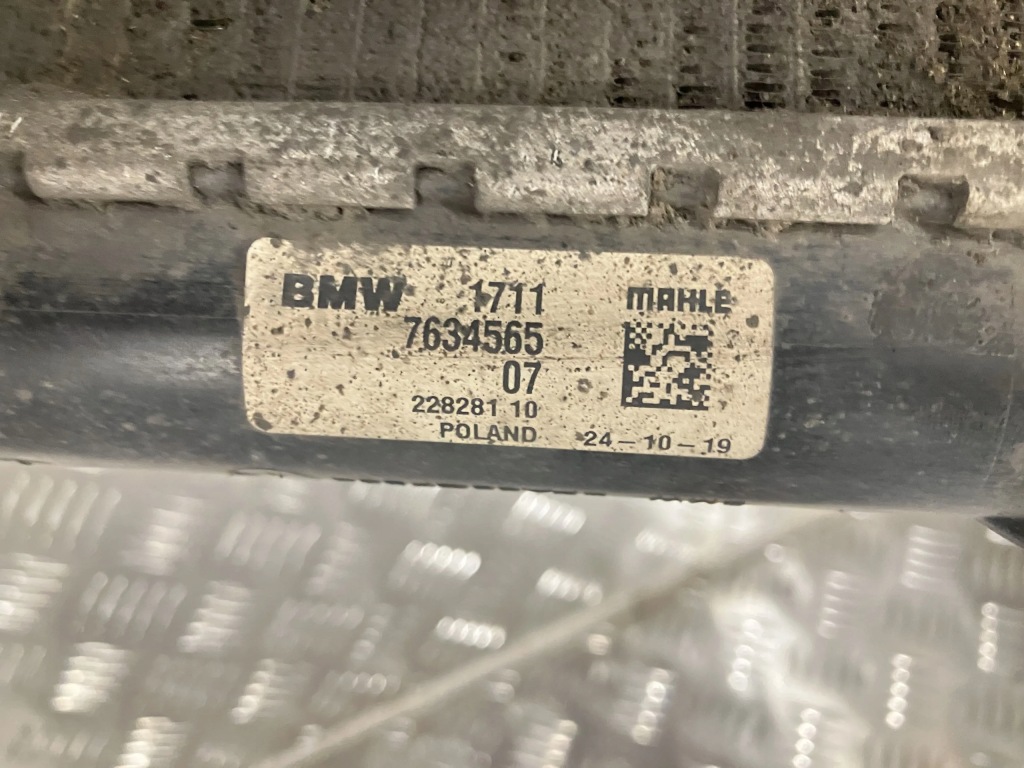 BMW 1711 MAHLE
7634565
07
228281 10
POLAND 24-10-19